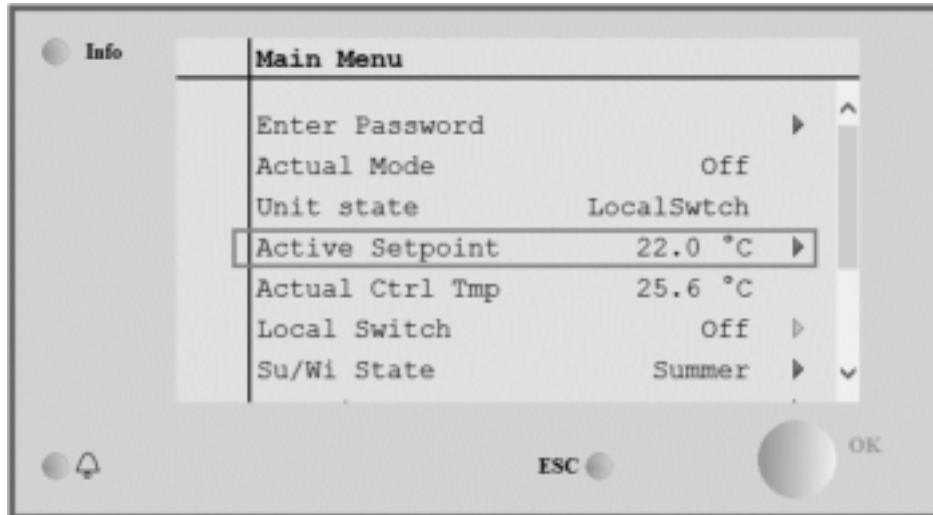 Info
Main Menu
Enter Password
Actual Mode Off
Unit state LocalSwtch
Active Setpoint 22.0 °C
Actual Ctrl Tmp 25.6 °C
Local Switch Off
Su/Wi State Summer
ESC
OK